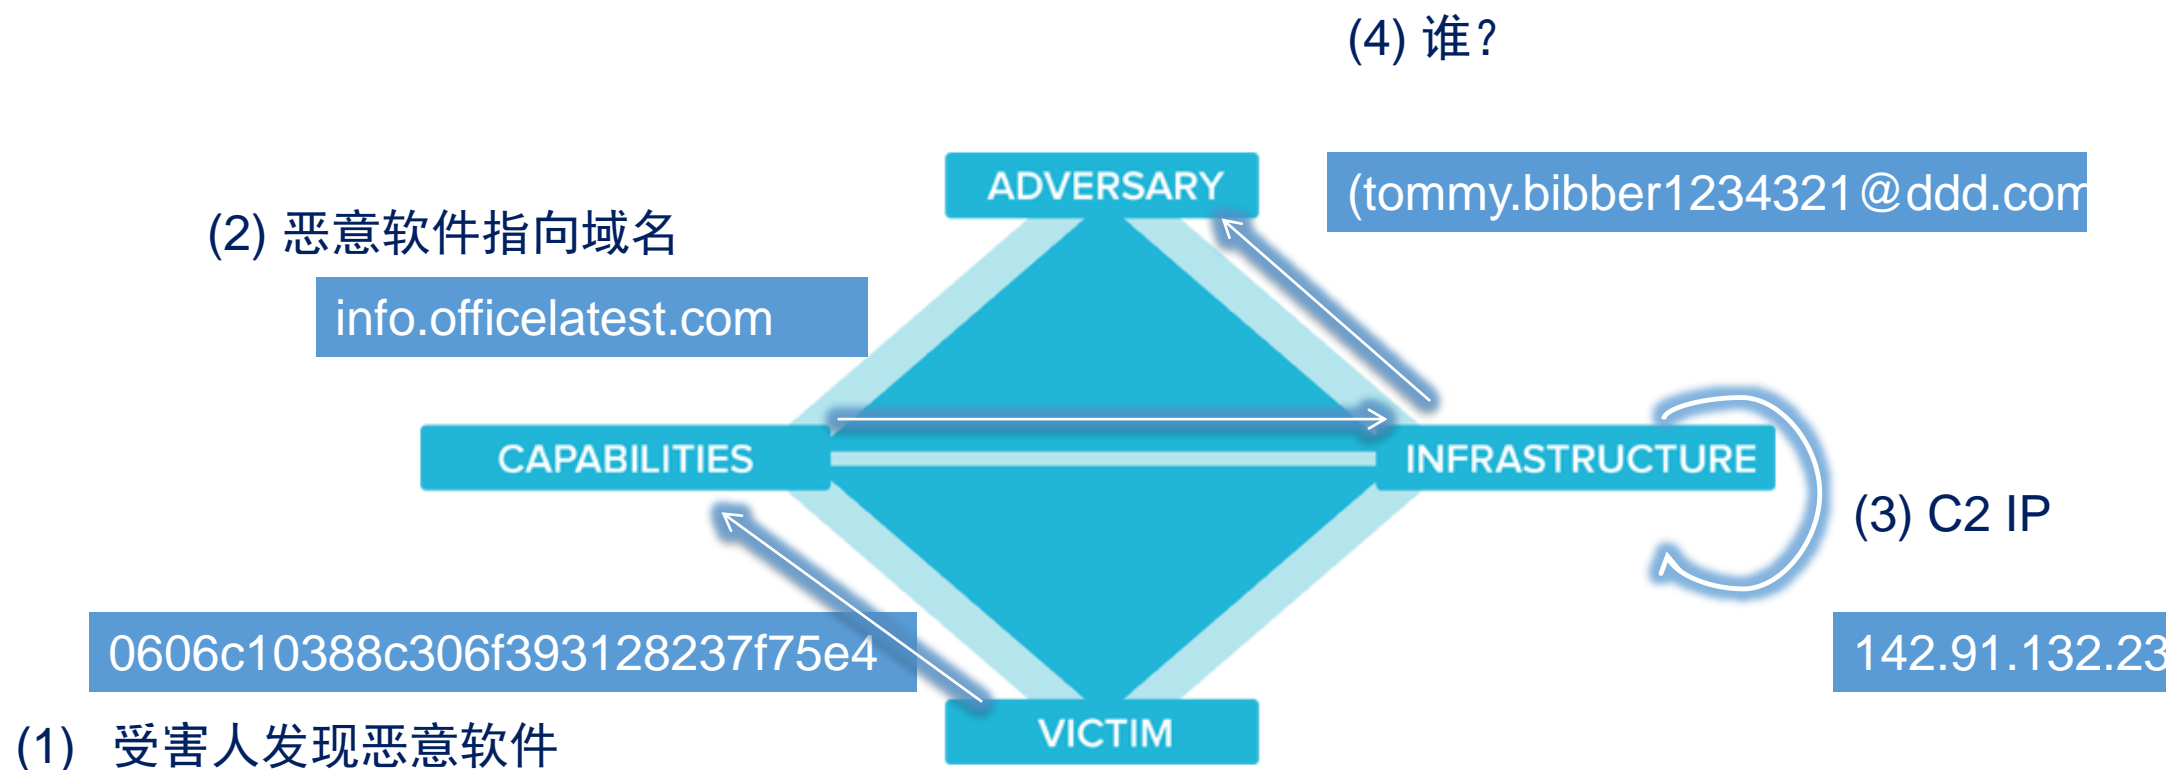 (4) 谁?
ADVERSARY
(tommy.bibber1234321@ddd.com
(2) 恶意软件指向域名
info.officelatest.com
CAPABILITIES
INFRASTRUCTURE
(3) C2 IP
0606c10388c306f393128237f75e4
142.91.132.23
VICTIM
(1) 受害人发现恶意软件